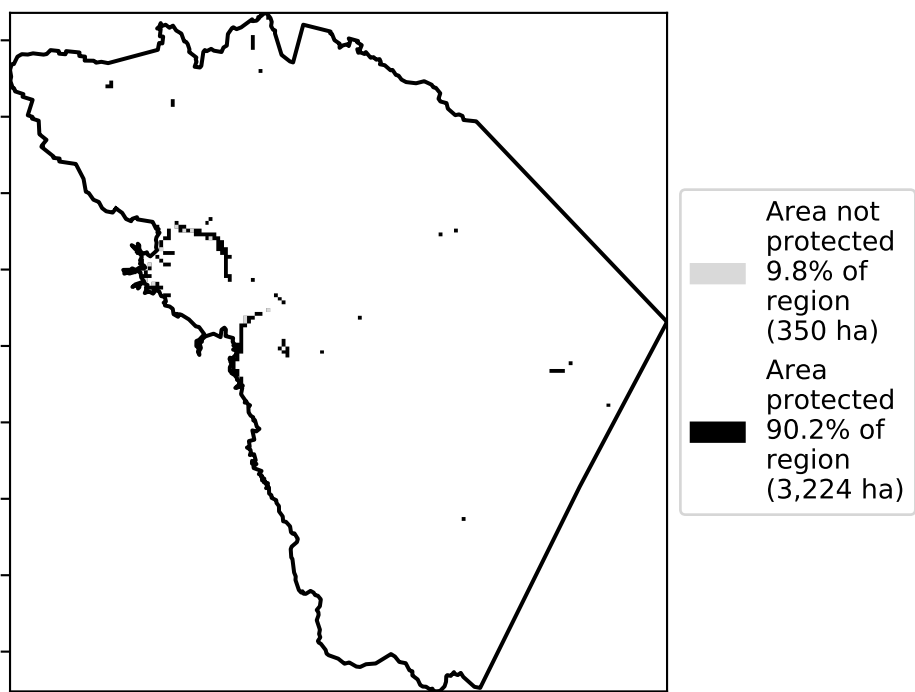 Area not
protected
9.8% of
region
(350 ha)
Area
protected
90.2% of
region
(3,224 ha)